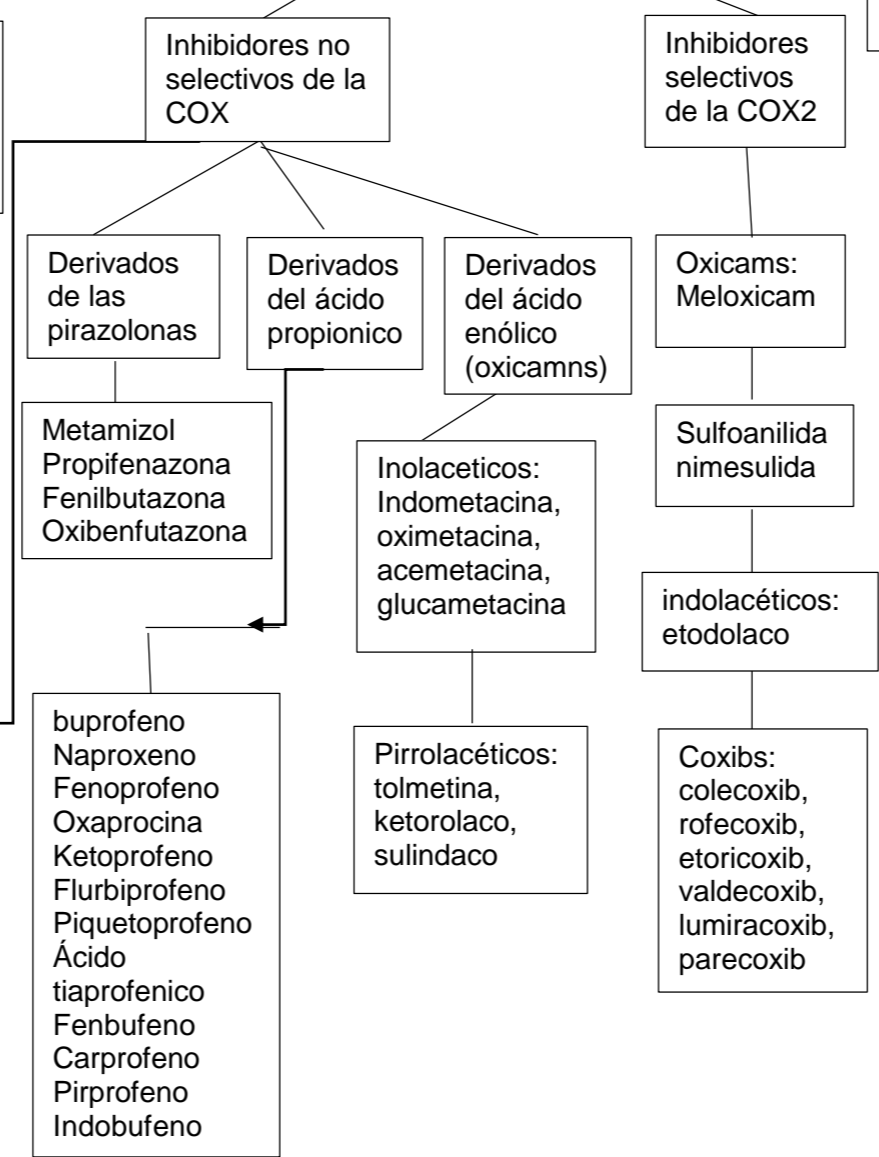 Inhibidores no
selectivos de la
COX
Inhibidores
selectivos
de la COX2
Derivados
de las
pirazolonas
Derivados
del ácido
propionico
Derivados
del ácido
enólico
(oxicamns)
Oxicams:
Meloxicam
Metamizol
Propifenazona
Fenilbutazona
Oxibenfutazona
Inolaceticos:
Indometacina,
oximetacina,
acemetacina,
glucametacina
Sulfoanilida
nimesulida
indolacéticos:
etodolaco
buprofeno
Naproxeno
Fenoprofeno
Oxaprocina
Ketoprofeno
Flurbiprofeno
Piquetoprofeno
Ácido
tiaprofenico
Fenbufeno
Carprofeno
Pirprofeno
Indobufeno
Pirrolacéticos:
tolmetina,
ketorolaco,
sulindaco
Coxibs:
colecoxib,
rofecoxib,
etoricoxib,
valdecoxib,
lumiracoxib,
parecoxib